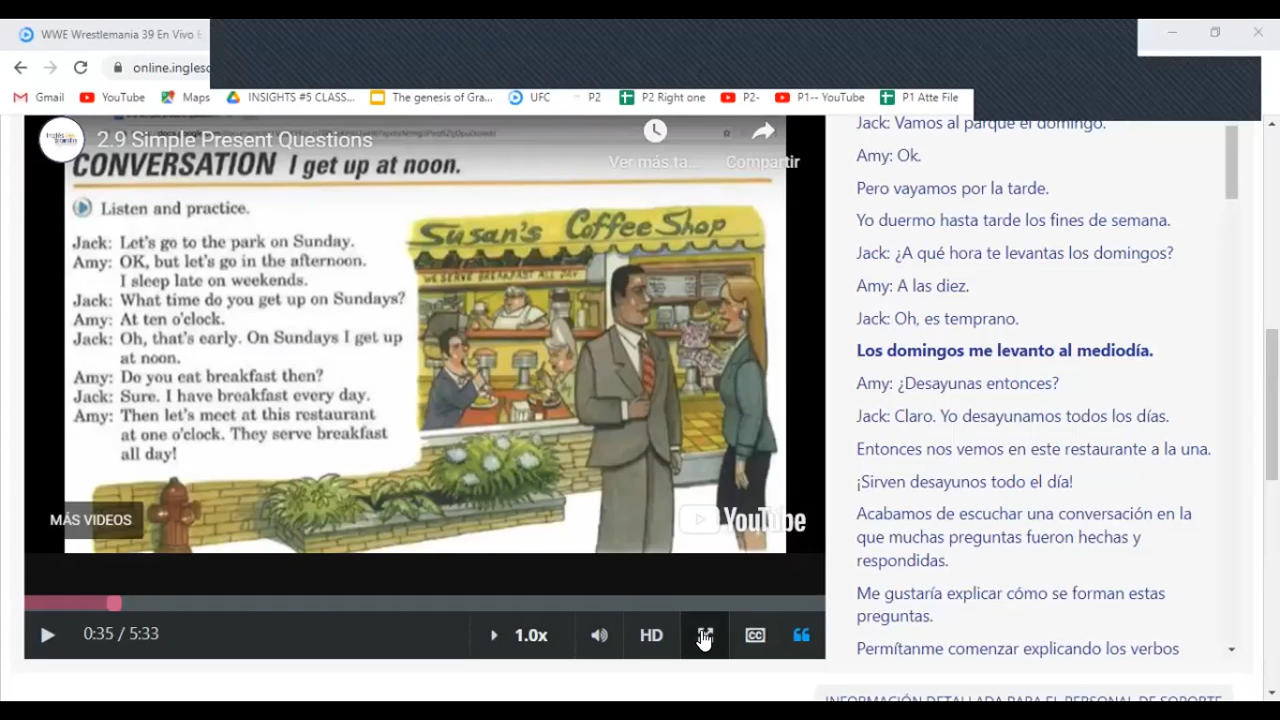 WWE Wrestlemania 39 En Vivo
online.inglesc
Gmail YouTube Maps INSIGHTS #5 CLASS... The genesis of Gra... UFC P2 P2 Right one P2- P1-- YouTube P1 Atte File
2.9 Simple Present Questions
Ver más ta... Compartir
CONVERSATION I get up at noon.
Listen and practice.
Jack: Let's go to the park on Sunday.
Amy: OK, but let's go in the afternoon.
I sleep late on weekends.
Jack: What time do you get up on Sundays?
Amy: At ten o'clock.
Jack: Oh, that's early. On Sundays I get up
at noon.
Amy: Do you eat breakfast then?
Jack: Sure. I have breakfast every day.
Amy: Then let's meet at this restaurant
at one o'clock. They serve breakfast
all day!
Susan's Coffee Shop
WE SERVE BREAKFAST ALL DAY
MÁS VIDEOS
YouTube
0:35 / 5:33
1.0x
HD
CC
Jack: Vamos al parque el domingo.
Amy: Ok.
Pero vayamos por la tarde.
Yo duermo hasta tarde los fines de semana.
Jack: ¿A qué hora te levantas los domingos?
Amy: A las diez.
Jack: Oh, es temprano.
Los domingos me levanto al mediodía.
Amy: ¿Desayunas entonces?
Jack: Claro. Yo desayunamos todos los días.
Entonces nos vemos en este restaurante a la una.
¡Sirven desayunos todo el día!
Acabamos de escuchar una conversación en la
que muchas preguntas fueron hechas y
respondidas.
Me gustaría explicar cómo se forman estas
preguntas.
Permítanme comenzar explicando los verbos
INFORMACIÓN DETALLADA PARA EL PERSONAL DE SOPORTE